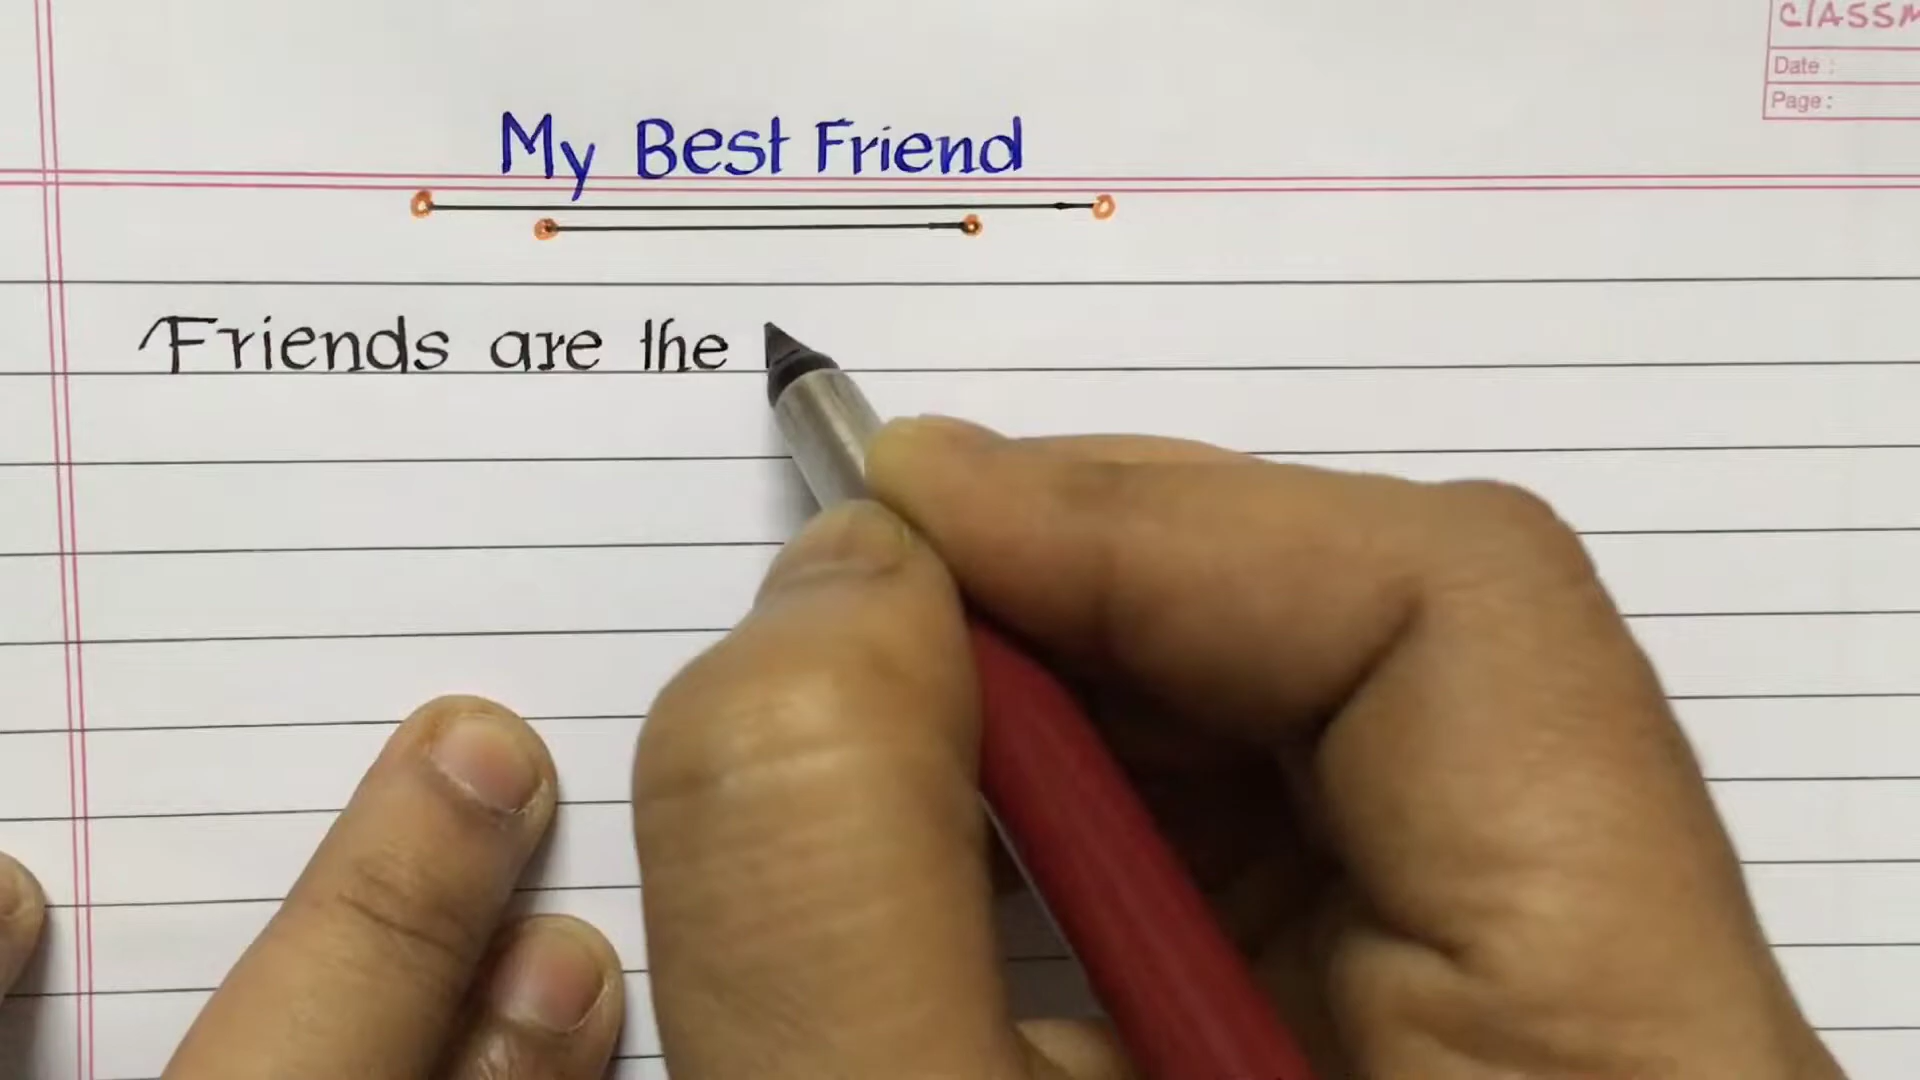 CLASSM
Date :
Page :
My Best Friend
Friends are the